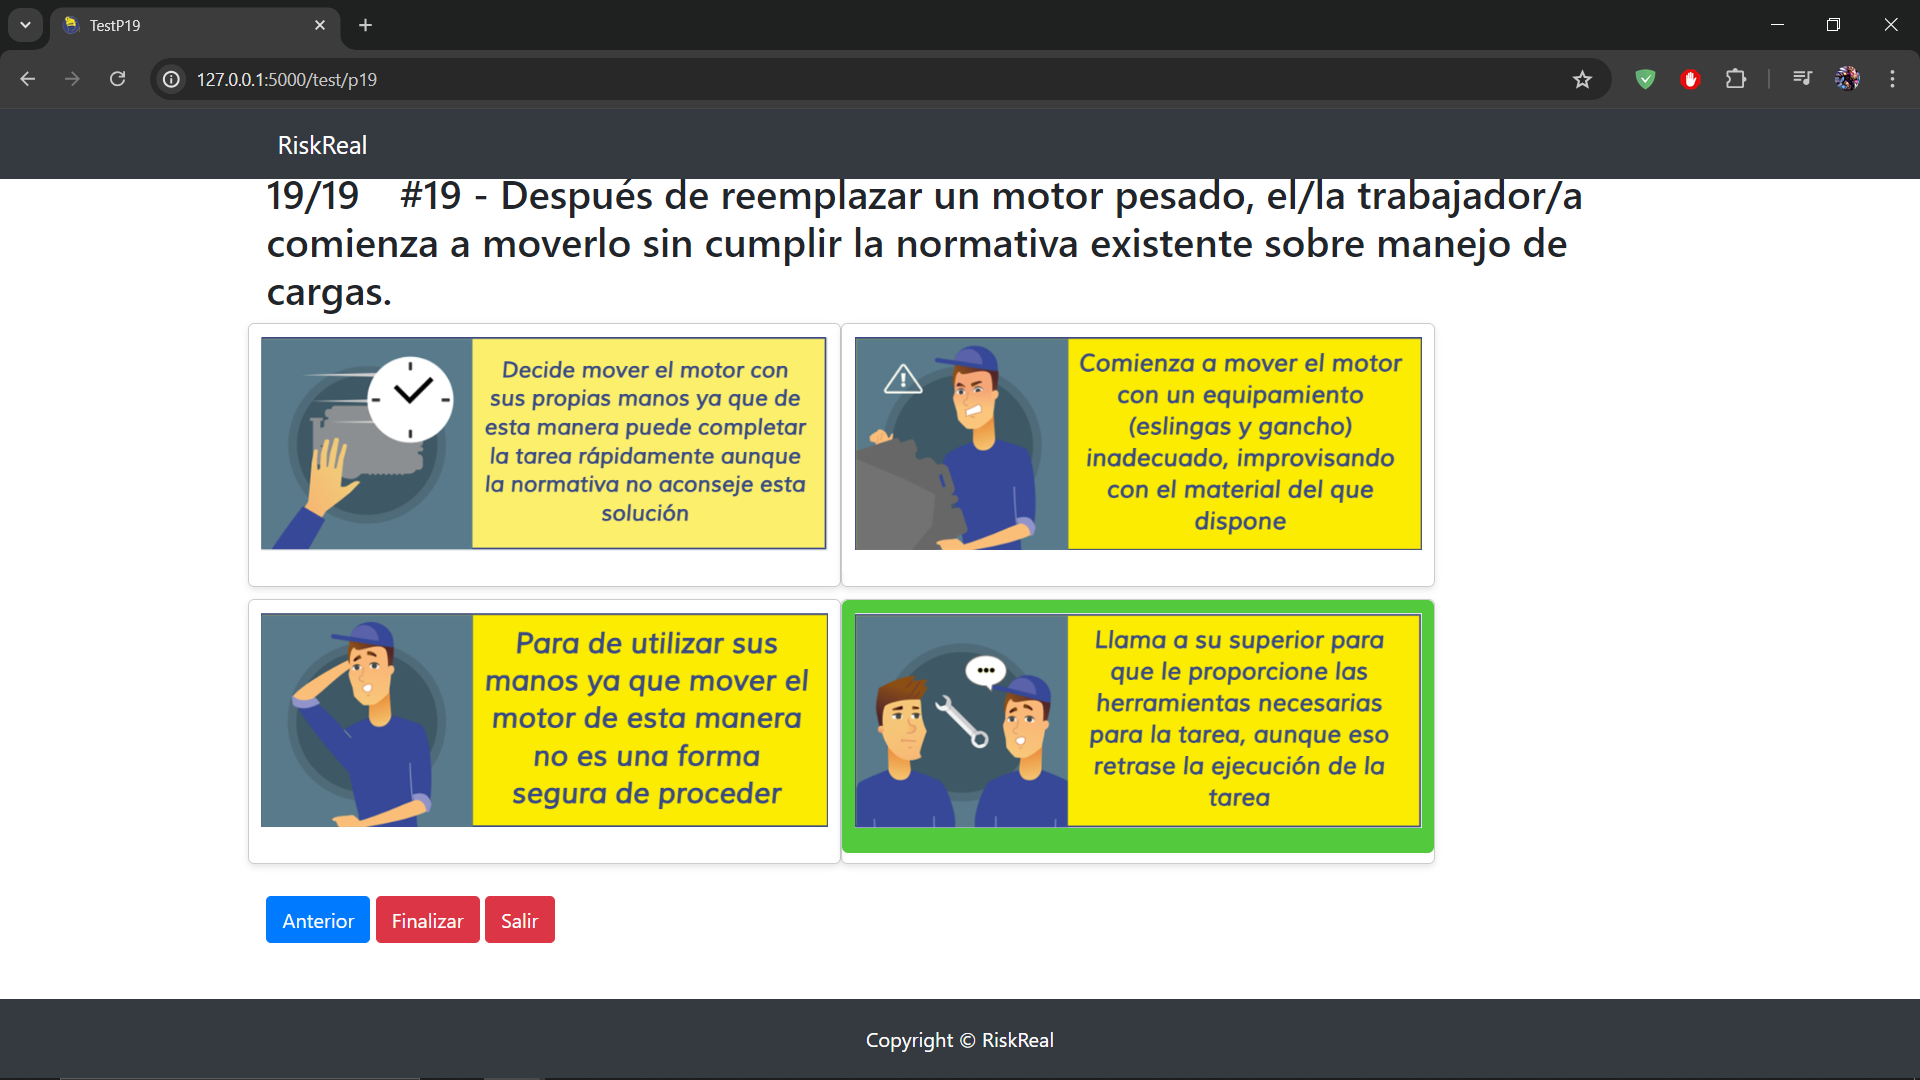 TestP19
127.0.0.1:5000/test/p19
RiskReal
19/19 #19 - Después de reemplazar un motor pesado, el/la trabajador/a
comienza a moverlo sin cumplir la normativa existente sobre manejo de
cargas.
Decide mover el motor con
sus propias manos ya que de
esta manera puede completar
la tarea rápidamente aunque
la normativa no aconseje esta
solución
Comienza a mover el motor
con un equipamiento
(eslingas y gancho)
inadecuado, improvisando
con el material del que
dispone
Para de utilizar sus
manos ya que mover el
motor de esta manera
no es una forma
segura de proceder
Llama a su superior para
que le proporcione las
herramientas necesarias
para la tarea, aunque eso
retrase la ejecución de la
tarea
Anterior Finalizar Salir
Copyright © RiskReal